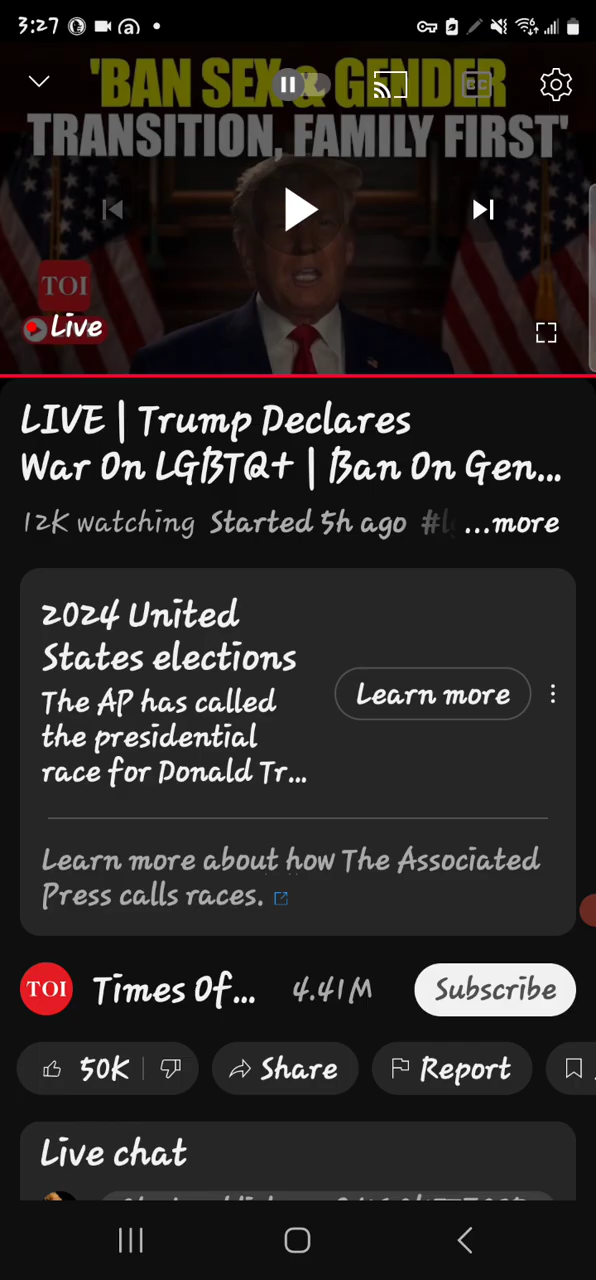 3:27
'BAN SEX & GENDER
TRANSITION, FAMILY FIRST'
CC
TOI
Live
LIVE | Trump Declares
War On LGBTQ+ | Ban On Gen...
12K watching Started 5h ago ...more
2024 United
States elections
The AP has called
the presidential
race for Donald Tr...
Learn more
Learn more about how The Associated
Press calls races.
TOI Times Of... 4.41M Subscribe
50K Share Report
Live chat